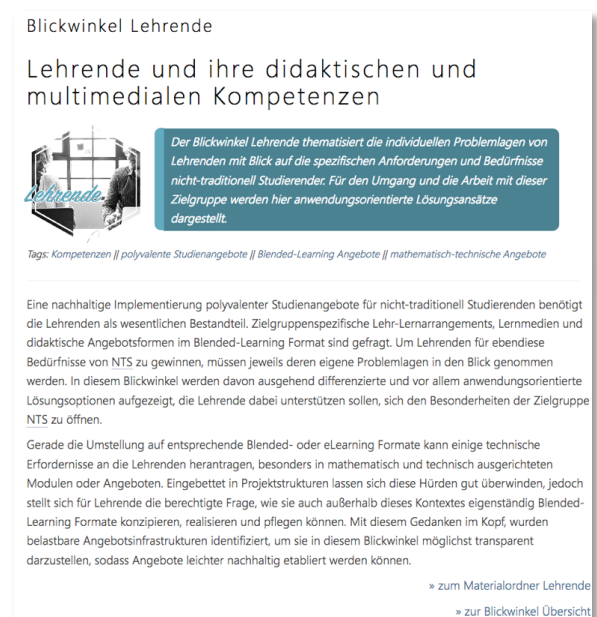 Blickwinkel Lehrende
Lehrende und ihre didaktischen und
multimedialen Kompetenzen
Lehrende
Der Blickwinkel Lehrende thematisiert die individuellen Problemlagen von
Lehrenden mit Blick auf die spezifischen Anforderungen und Bedürfnisse
nicht-traditionell Studierender. Für den Umgang und die Arbeit mit dieser
Zielgruppe werden hier anwendungsorientierte Lösungsansätze
dargestellt.
Tags: Kompetenzen || polyvalente Studienangebote || Blended-Learning Angebote || mathematisch-technische Angebote
Eine nachhaltige Implementierung polyvalenter Studienangebote für nicht-traditionell Studierenden benötigt
die Lehrenden als wesentlichen Bestandteil. Zielgruppenspezifische Lehr-Lernarrangements, Lernmedien und
didaktische Angebotsformen im Blended-Learning Format sind gefragt. Um Lehrenden für ebendiese
Bedürfnisse von NTS zu gewinnen, müssen jeweils deren eigene Problemlagen in den Blick genommen
werden. In diesem Blickwinkel werden davon ausgehend differenzierte und vor allem anwendungsorientierte
Lösungsoptionen aufgezeigt, die Lehrende dabei unterstützen sollen, sich den Besonderheiten der Zielgruppe
NTS zu öffnen.
Gerade die Umstellung auf entsprechende Blended- oder eLearning Formate kann einige technische
Erfordernisse an die Lehrenden herantragen, besonders in mathematisch und technisch ausgerichteten
Modulen oder Angeboten. Eingebettet in Projektstrukturen lassen sich diese Hürden gut überwinden, jedoch
stellt sich für Lehrende die berechtigte Frage, wie sie auch außerhalb dieses Kontextes eigenständig Blended-
Learning Formate konzipieren, realisieren und pflegen können. Mit diesem Gedanken im Kopf, wurden
belastbare Angebotsinfrastrukturen identifiziert, um sie in diesem Blickwinkel möglichst transparent
darzustellen, sodass Angebote leichter nachhaltig etabliert werden können.
» zum Materialordner Lehrende
» zur Blickwinkel Übersicht